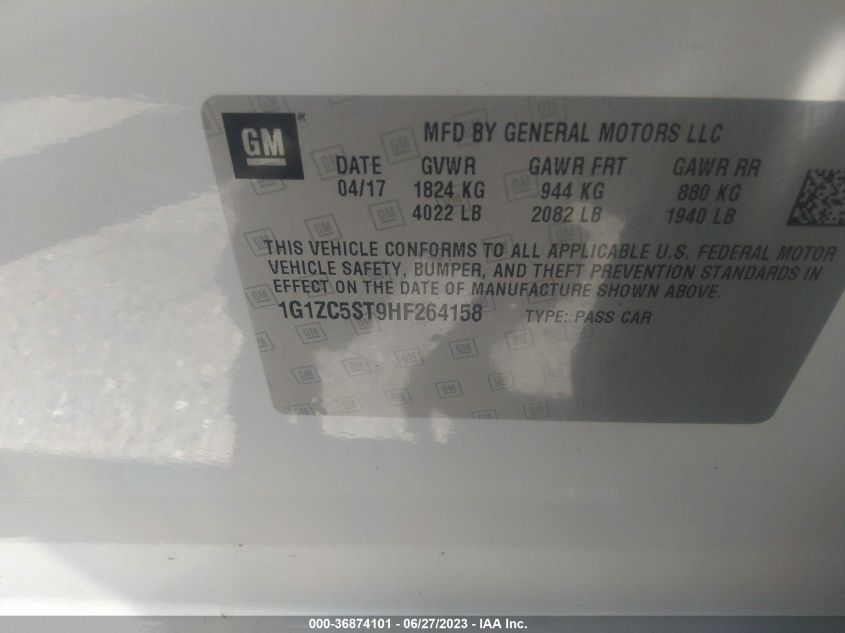 GM
MFD BY GENERAL MOTORS LLC
DATE GVWR GAWR FRT GAWR RR
04/17 1824 KG 944 KG 880 KG
4022 LB 2082 LB 1940 LB
THIS VEHICLE CONFORMS TO ALL APPLICABLE U.S. FEDERAL MOTOR
VEHICLE SAFETY, BUMPER, AND THEFT PREVENTION STANDARDS IN
EFFECT ON THE DATE OF MANUFACTURE SHOWN ABOVE.
1G1ZC5ST9HF264158 TYPE: PASS CAR
000-36874101 - 06/27/2023 - IAA Inc.